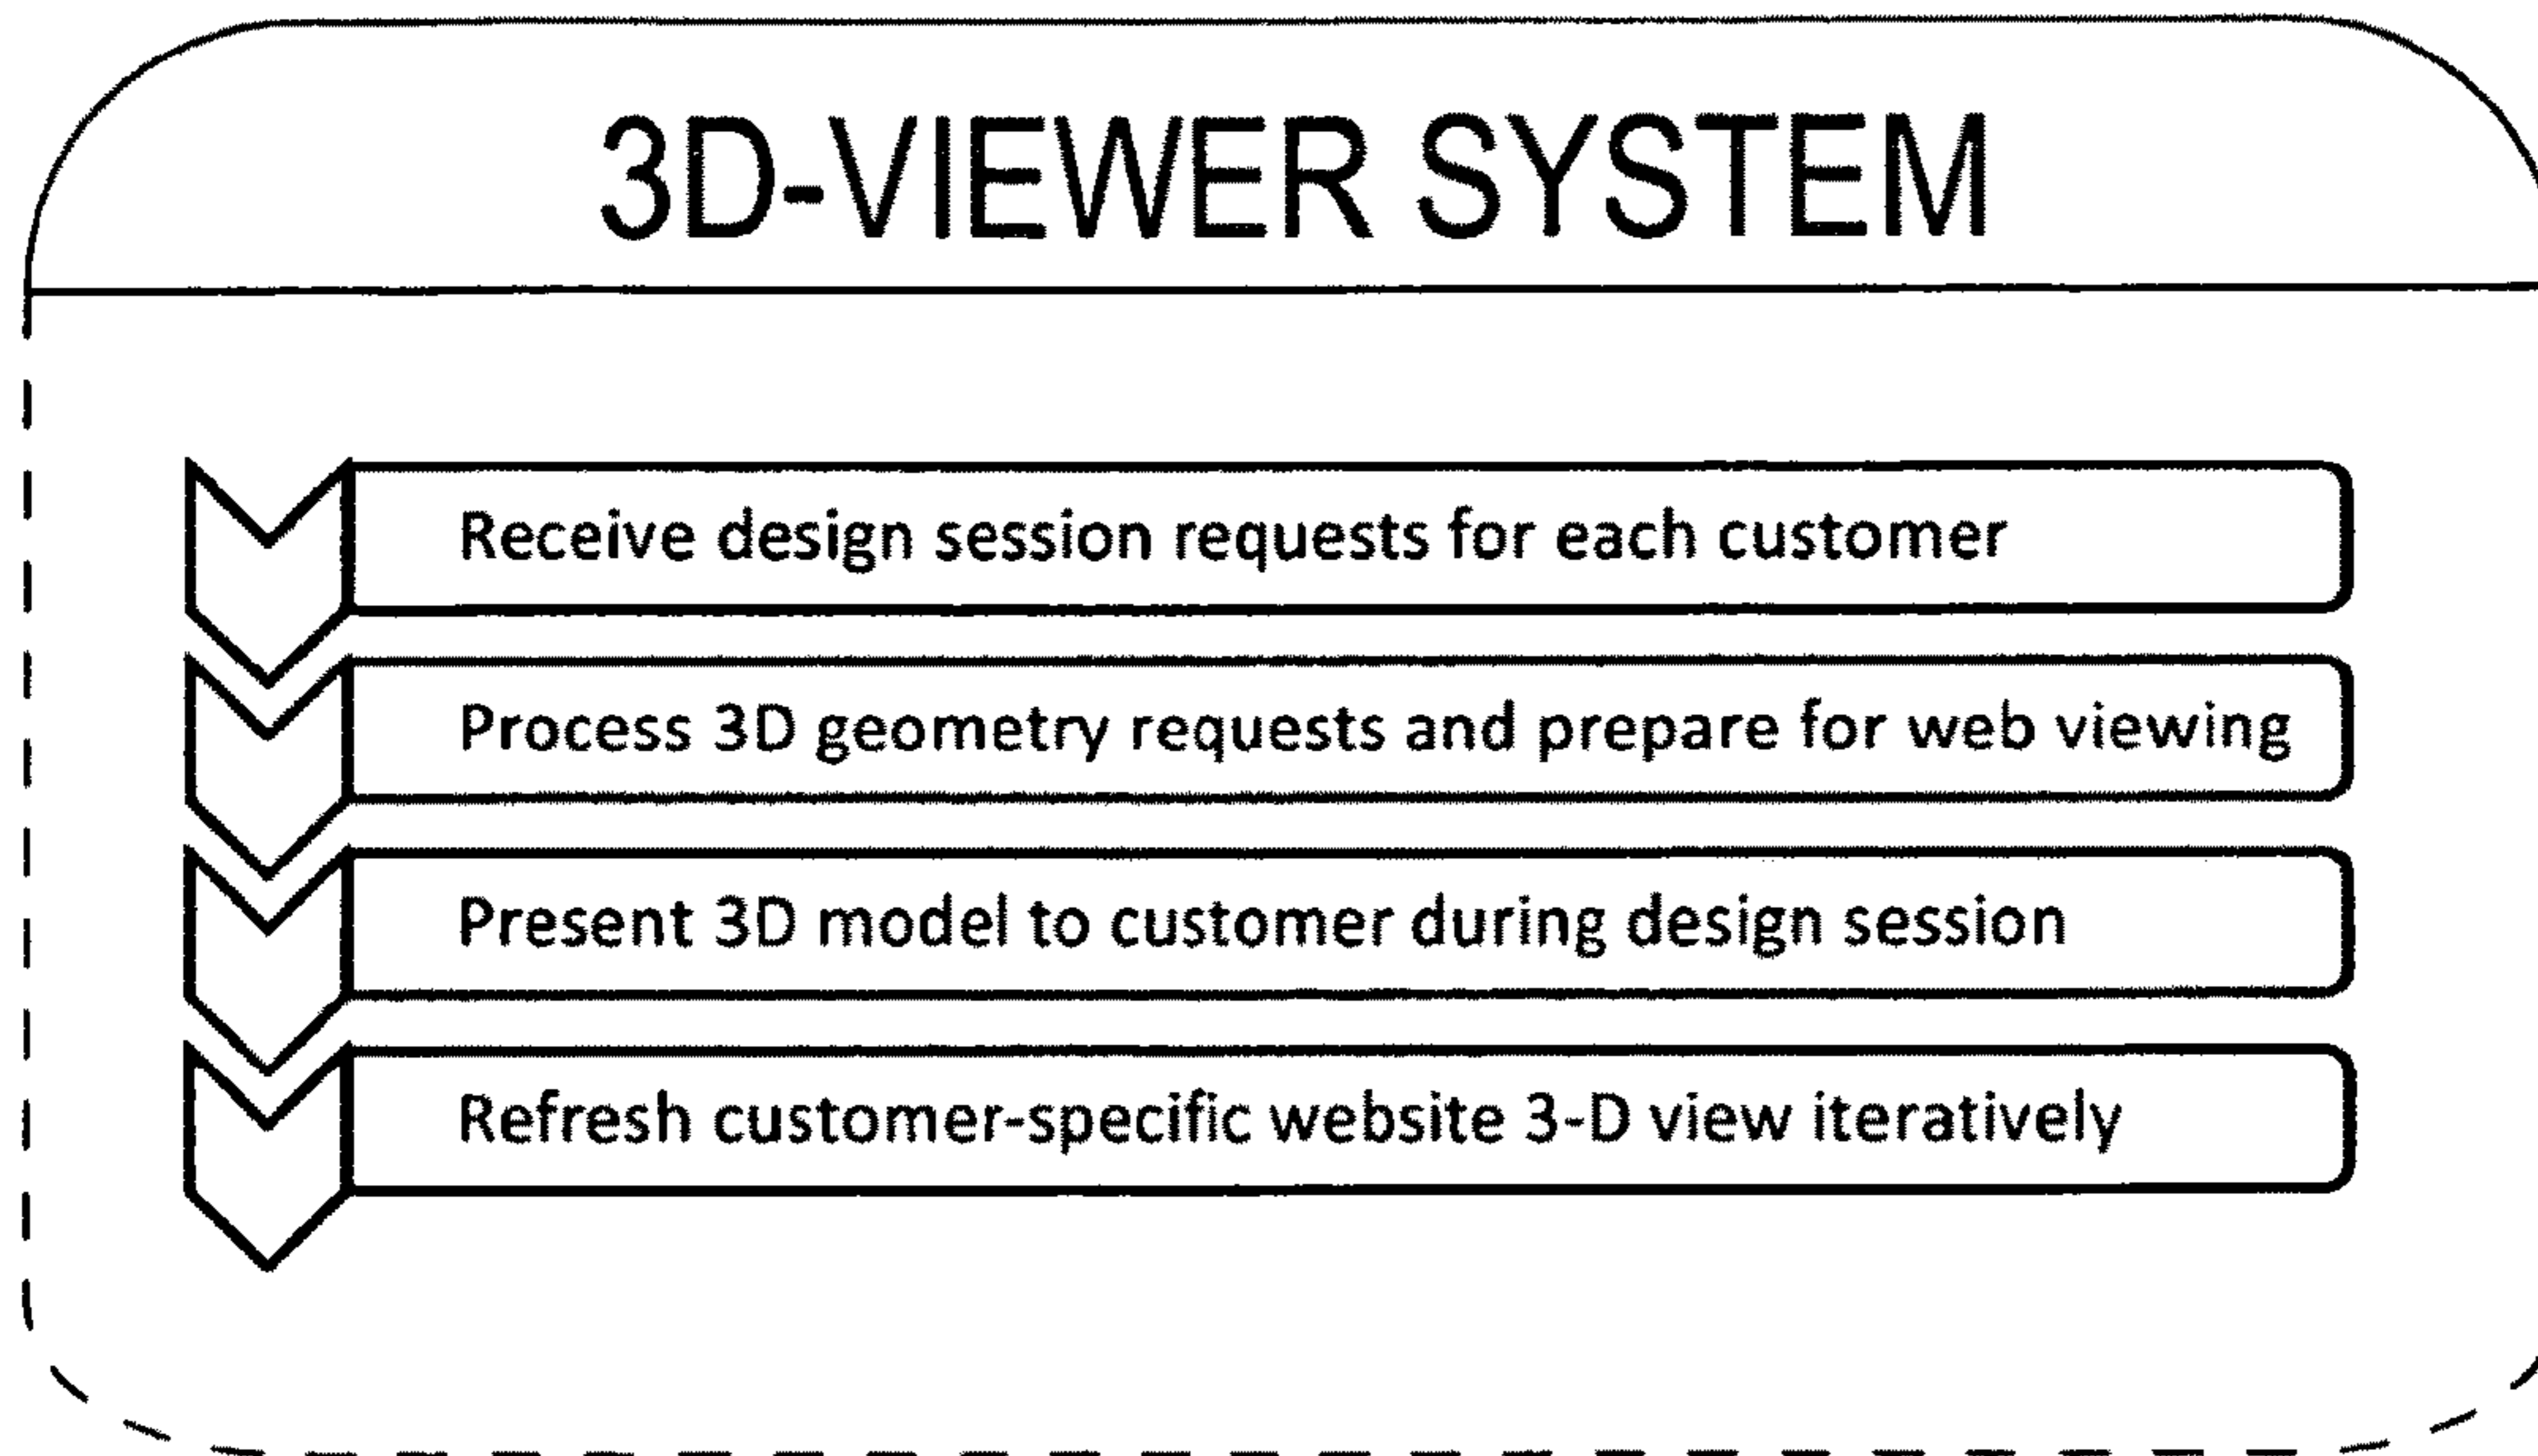 3D-VIEWER SYSTEM
Receive design session requests for each customer
Process 3D geometry requests and prepare for web viewing
Present 3D model to customer during design session
Refresh customer-specific website 3-D view iteratively